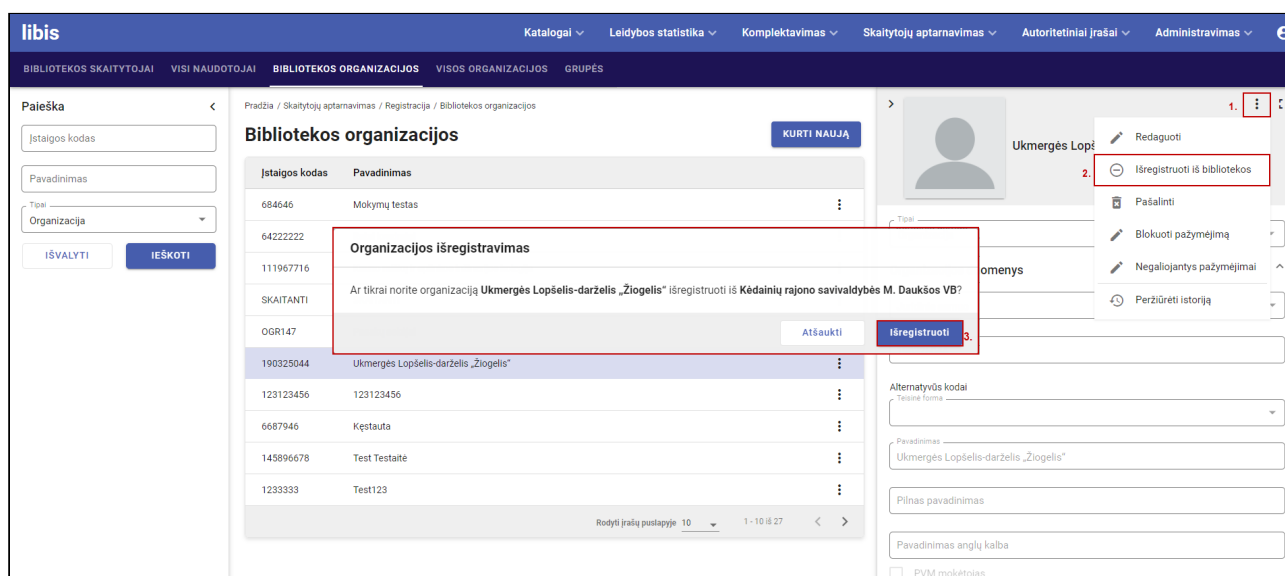 libis
Katalogai Leidybos statistika Komplektavimas Skaitytojų aptarnavimas Autoritetiniai įrašai Administravimas
BIBLIOTEKOS SKAITYTOJAI VISI NAUDOTOJAI BIBLIOTEKOS ORGANIZACIJOS VISOS ORGANIZACIJOS GRUPĖS
Paieška
Įstaigos kodas
Pavadinimas
Tipai
Organizacija
IŠVALYTI IEŠKOTI
Pradžia / Skaitytojų aptarnavimas / Registracija / Bibliotekos organizacijos
Bibliotekos organizacijos
KURTI NAUJĄ
Įstaigos kodas Pavadinimas
684646 Mokymų testas
64222222
111967716
SKAITANTI
OGR147
190325044 Ukmergės Lopšelis-darželis „Žiogelis“
123123456 123123456
6687946 Kęstauta
145896678 Test Testaitė
1233333 Test123
Rodyti įrašų puslapyje 10 1 - 10 iš 27
Organizacijos išregistravimas
Ar tikrai norite organizaciją Ukmergės Lopšelis-darželis „Žiogelis“ išregistruoti iš Kėdainių rajono savivaldybės M. Daukšos VB?
Atšaukti Išregistruoti 3.
1.
Ukmergės Lopš
2.
Redaguoti
Išregistruoti iš bibliotekos
Pašalinti
Blokuoti pažymėjimą
Negaliojantys pažymėjimai
Peržiūrėti istoriją
Tipai
omenys
Alternatyvūs kodai
Teisinė forma
Pavadinimas
Ukmergės Lopšelis-darželis „Žiogelis“
Pilnas pavadinimas
Pavadinimas anglų kalba
PVM mokėtojas